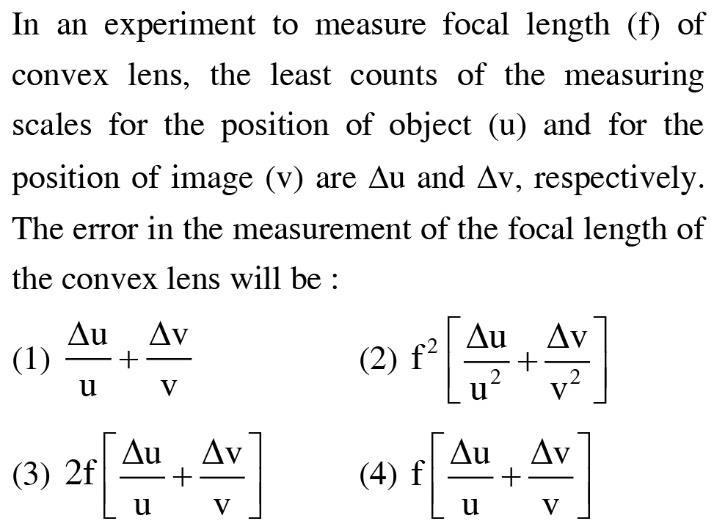 In an experiment to measure focal length (f) of
convex lens, the least counts of the measuring
scales for the position of object (u) and for the
position of image (v) are Δu and Δv, respectively.
The error in the measurement of the focal length of
the convex lens will be :
(1) Δu/u + Δv/v (2) f²[Δu/u² + Δv/v²]
(3) 2f[Δu/u + Δv/v] (4) f[Δu/u + Δv/v]